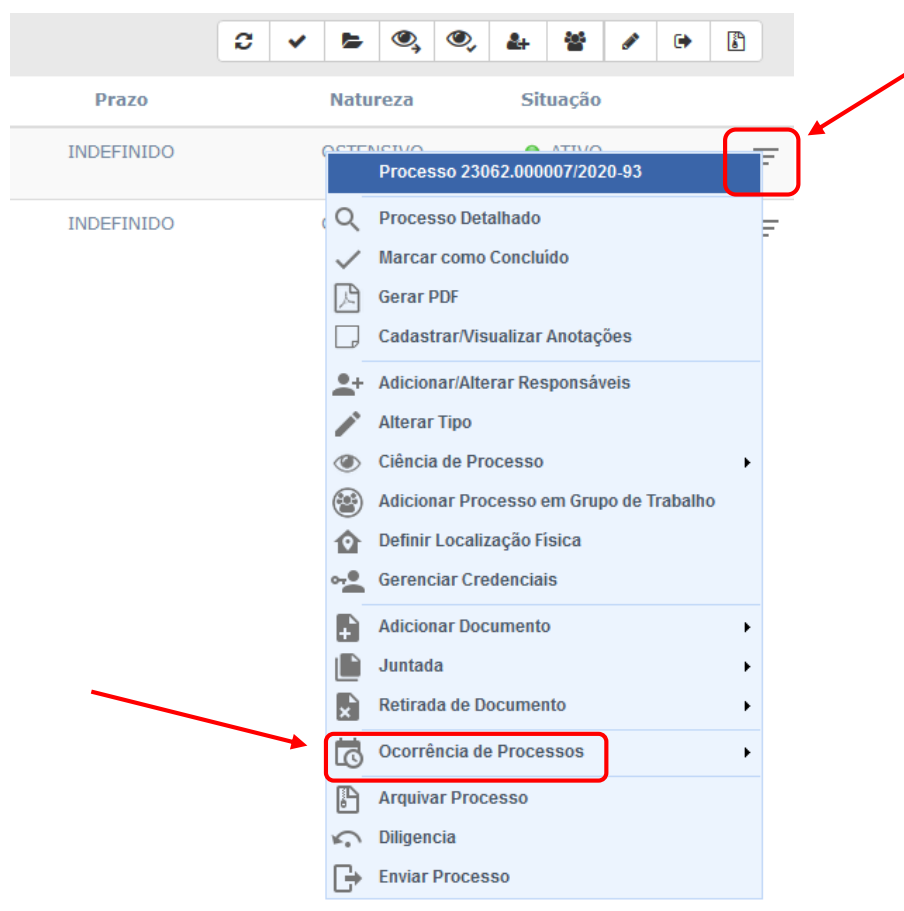 Prazo Natureza Situação
INDEFINIDO OSTENSIVO ATIVO
Processo 23062.000007/2020-93
Processo Detalhado
INDEFINIDO
Marcar como Concluído
Gerar PDF
Cadastrar/Visualizar Anotações
Adicionar/Alterar Responsáveis
Alterar Tipo
Ciência de Processo
Adicionar Processo em Grupo de Trabalho
Definir Localização Física
Gerenciar Credenciais
Adicionar Documento
Juntada
Retirada de Documento
Ocorrência de Processos
Arquivar Processo
Diligencia
Enviar Processo